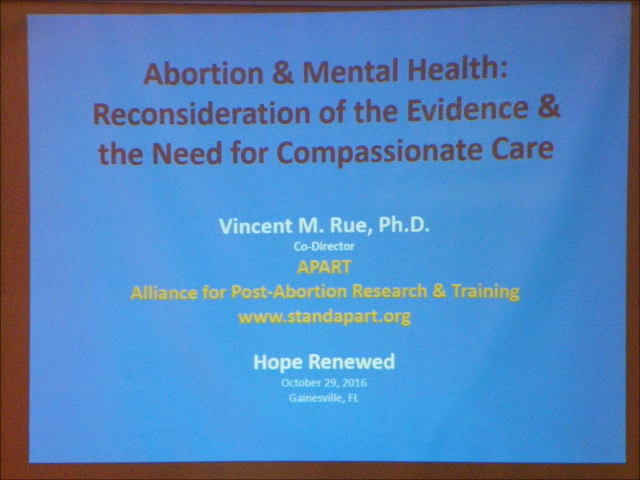 Abortion & Mental Health:
Reconsideration of the Evidence &
the Need for Compassionate Care
Vincent M. Rue, Ph.D.
Co-Director
APART
Alliance for Post-Abortion Research & Training
www.standapart.org
Hope Renewed
October 29, 2016
Gainesville, FL